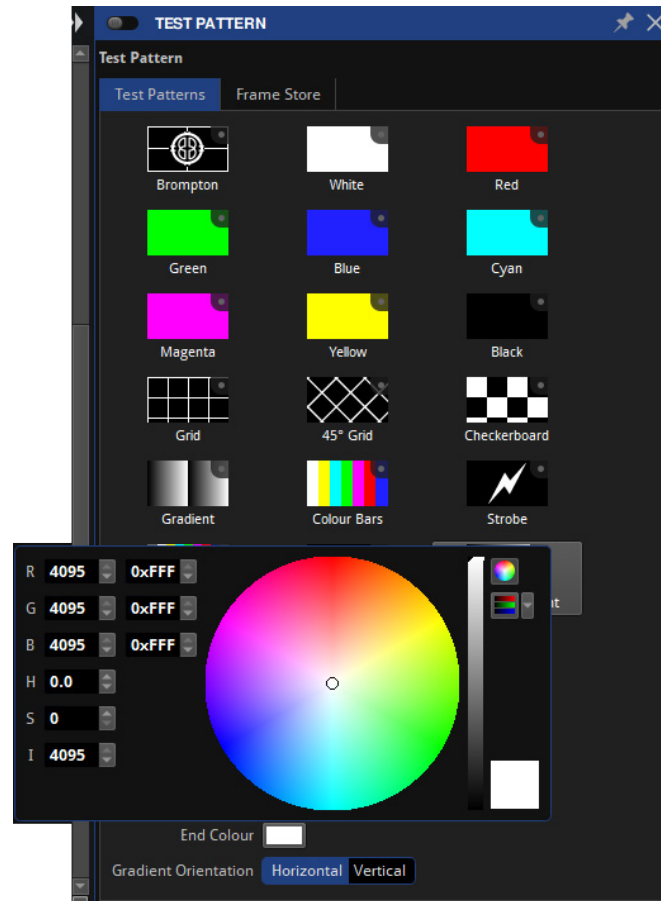 TEST PATTERN
Test Pattern
Test Patterns Frame Store
Brompton White Red
Green Blue Cyan
Magenta Yellow Black
Grid 45° Grid Checkerboard
Gradient Colour Bars Strobe
R 4095 0xFFF
G 4095 0xFFF
B 4095 0xFFF
H 0.0
S 0
I 4095
End Colour
Gradient Orientation Horizontal Vertical